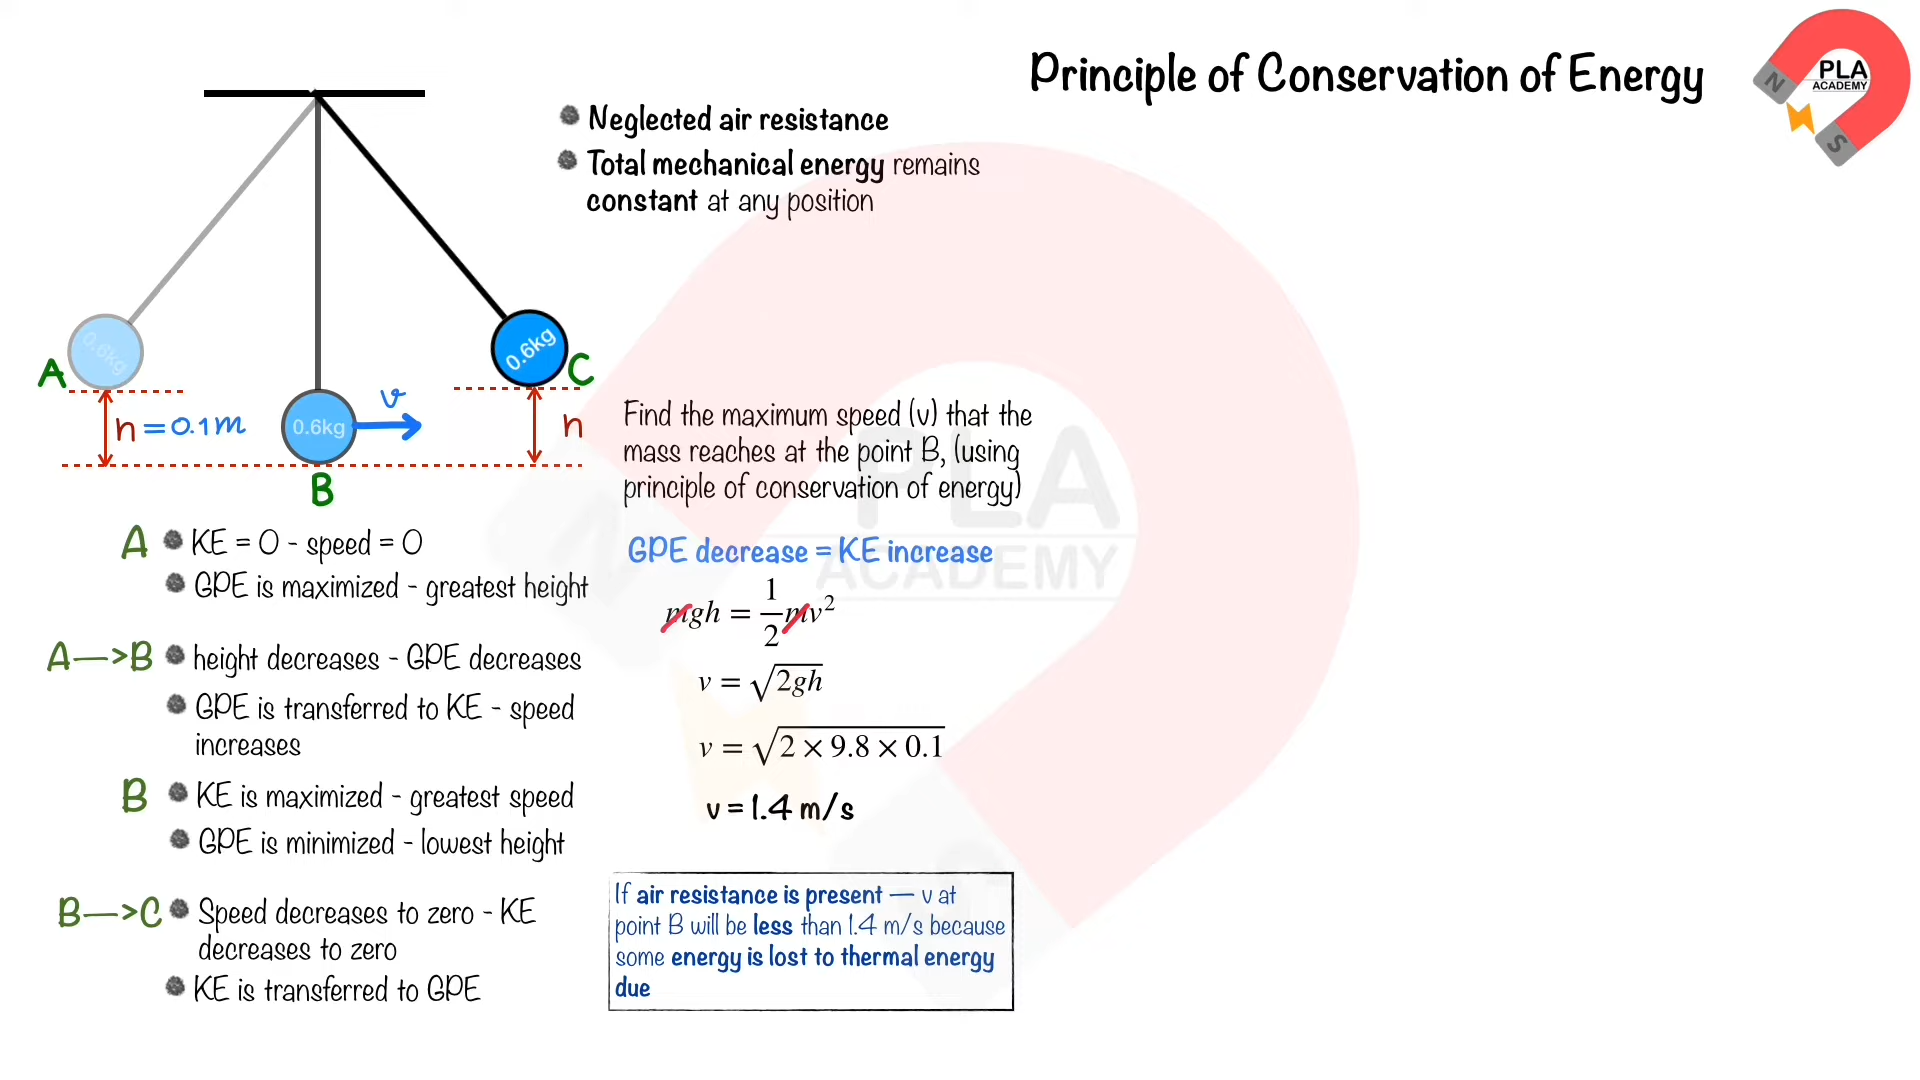 Principle of Conservation of Energy
PLA
ACADEMY
N
S
Neglected air resistance
Total mechanical energy remains
constant at any position
0.6kg
0.6kg
A
C
h = 0.1m
v
0.6kg
h
B
Find the maximum speed (v) that the
mass reaches at the point B, (using
principle of conservation of energy)
GPE decrease = KE increase
mgh = 1/2 mv²
v = √2gh
v = √2 × 9.8 × 0.1
v = 1.4 m/s
A KE = 0 - speed = 0
GPE is maximized - greatest height
A—>B height decreases - GPE decreases
GPE is transferred to KE - speed
increases
B KE is maximized - greatest speed
GPE is minimized - lowest height
B—>C Speed decreases to zero - KE
decreases to zero
KE is transferred to GPE
If air resistance is present — v at
point B will be less than 1.4 m/s because
some energy is lost to thermal energy
due
PLA
ACADEMY
N
S